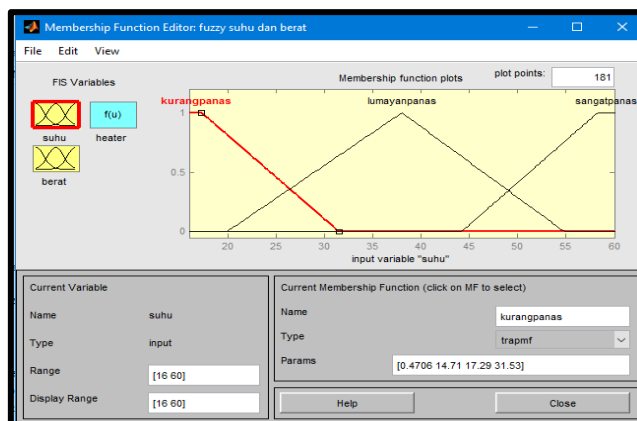 Membership Function Editor: fuzzy suhu dan berat
File Edit View
FIS Variables
Membership function plots
plot points: 181
f(u)
suhu heater
berat
kurangpanas lumayanpanas sangatpanas
1
0.5
0
20 25 30 35 40 45 50 55 60
input variable "suhu"
Current Variable
Name suhu
Type input
Range [16 60]
Display Range [16 60]
Current Membership Function (click on MF to select)
Name kurangpanas
Type trapmf
Params [0.4706 14.71 17.29 31.53]
Help Close